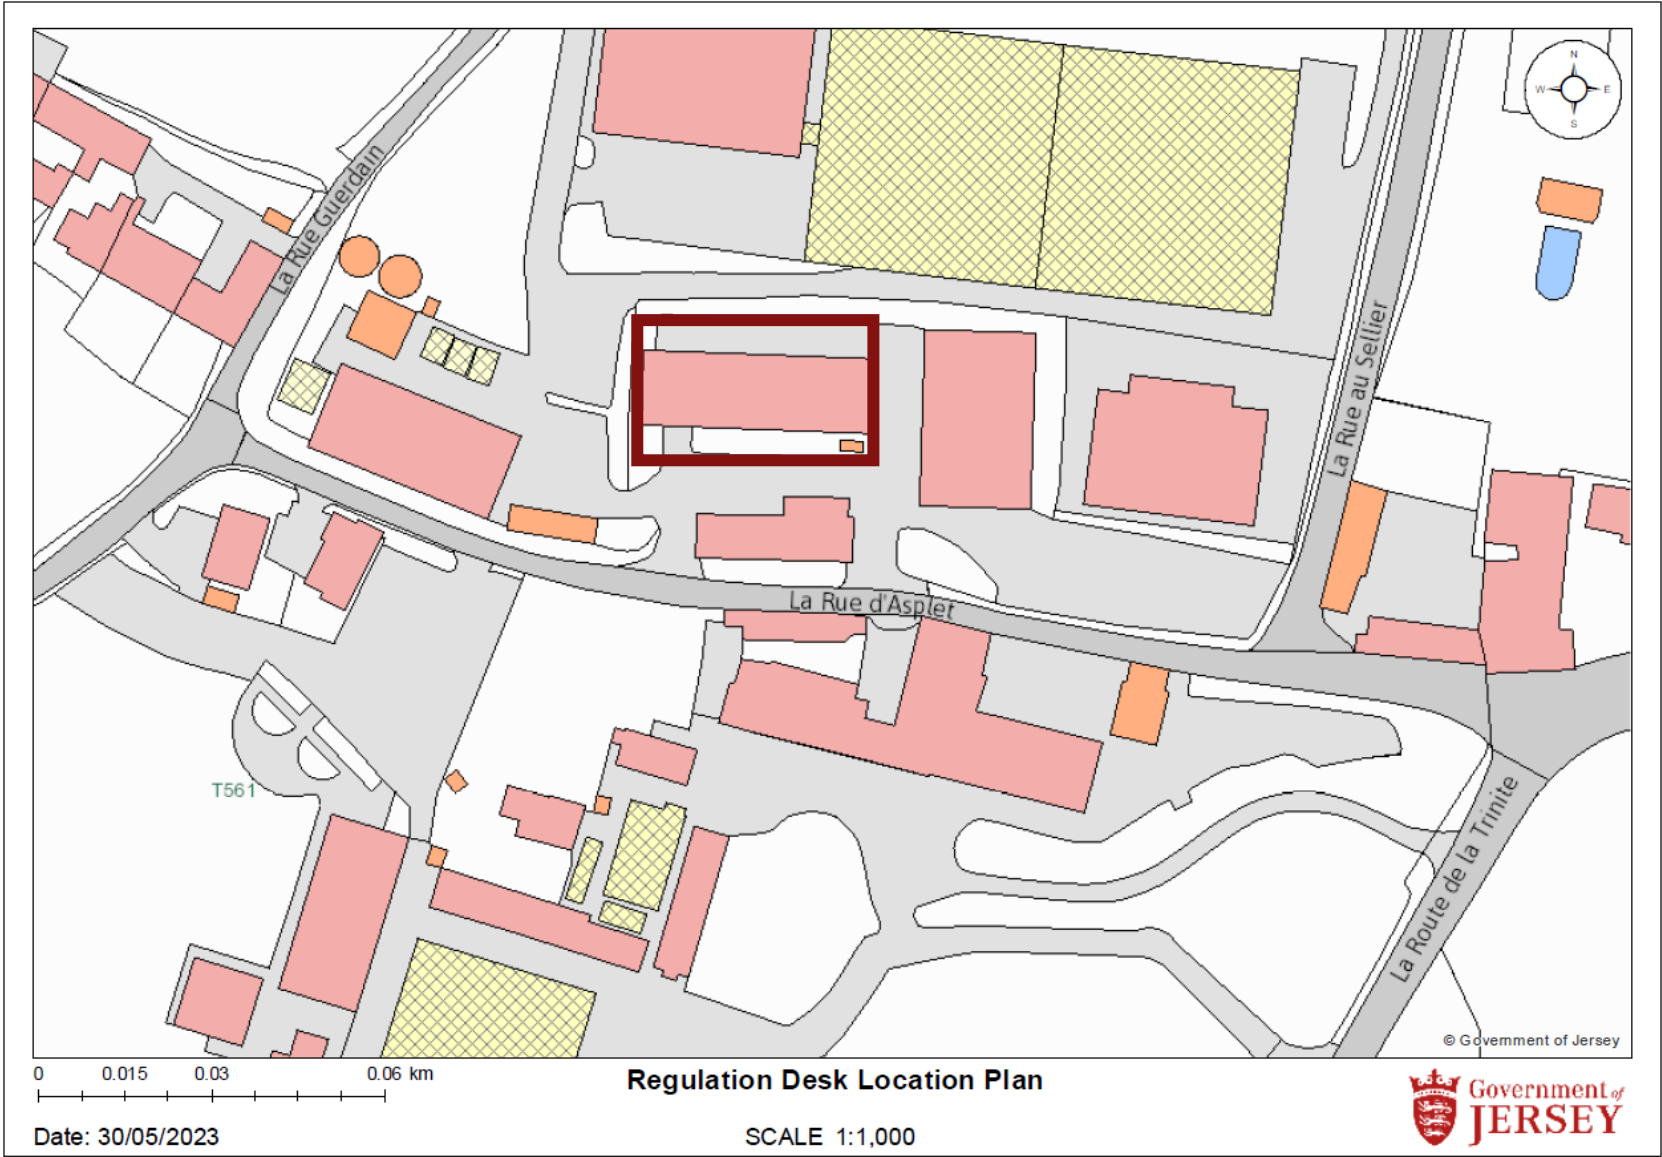 N
W E
S
La Rue Guerdain
La Rue au Sellier
La Rue d'Asplet
T561
La Route de la Trinite
© Government of Jersey
0 0.015 0.03 0.06 km
Regulation Desk Location Plan
Government of
JERSEY
Date: 30/05/2023
SCALE 1:1,000